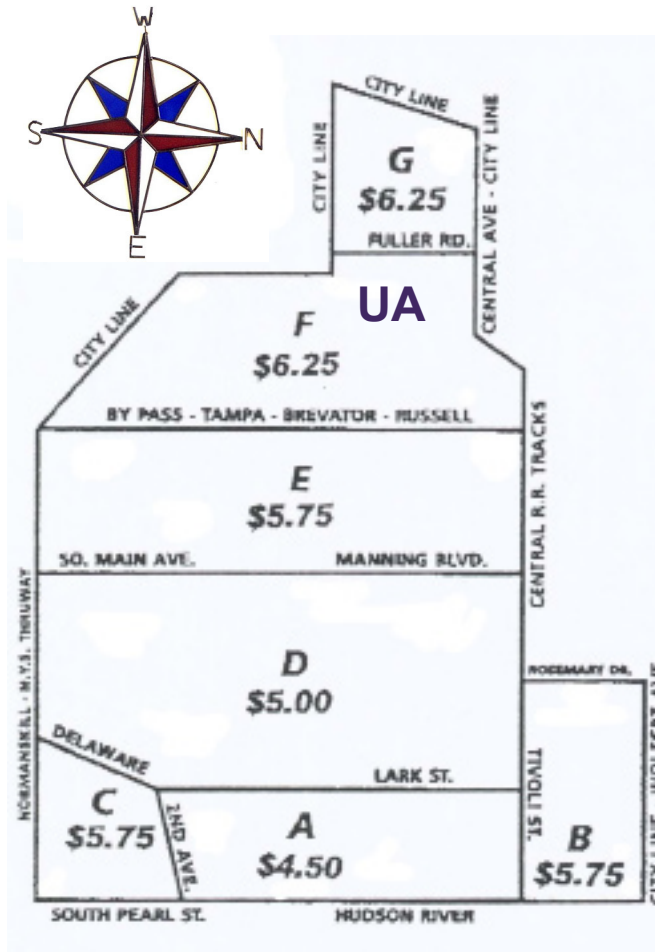 W
S
N
E
CITY LINE
CITY LINE
CENTRAL AVE - CITY LINE
G
$6.25
FULLER RD.
UA
CITY LINE
F
$6.25
BY PASS - TAMPA - BREVATOR - RUSSELL
E
$5.75
SO. MAIN AVE.
MANNING BLVD.
CENTRAL R.R. TRACKS
NORMANSKILL - N.Y.S. THRUWAY
D
$5.00
ROSEMARY DR.
DELAWARE
LARK ST.
C
$5.75
2ND AVE.
A
$4.50
TIVOLI ST.
B
$5.75
CITY LINE
SOUTH PEARL ST.
HUDSON RIVER